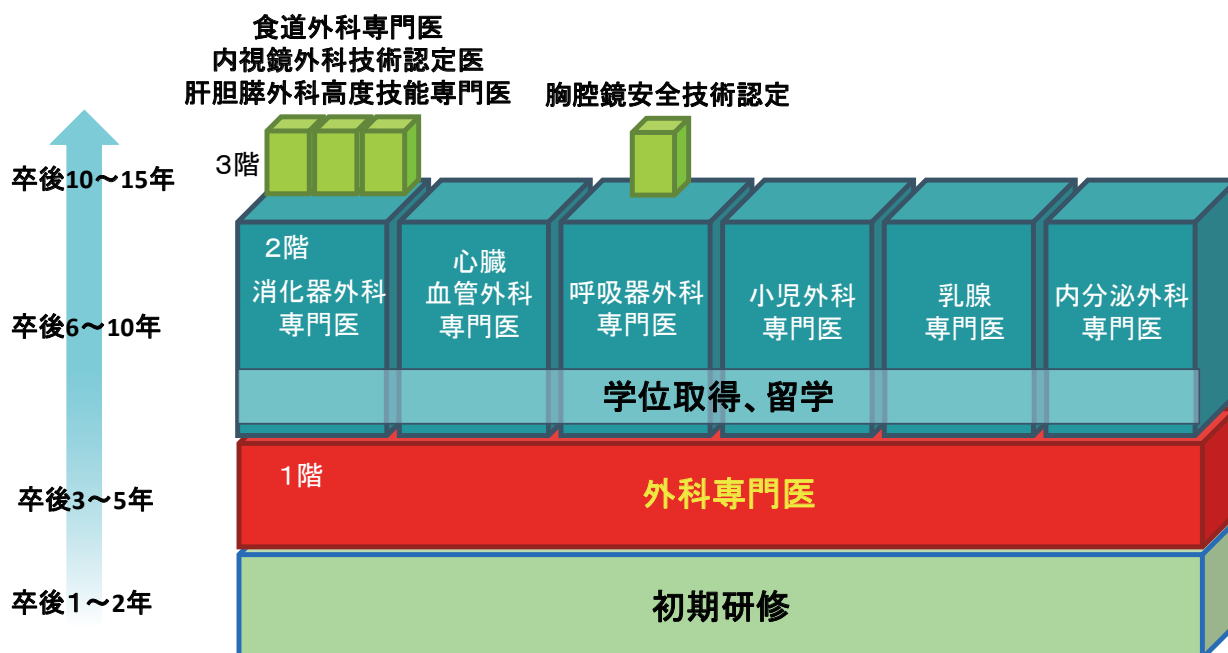 食道外科専門医
内視鏡外科技術認定医
肝胆膵外科高度技能専門医
胸腔鏡安全技術認定
3階
卒後10～15年
2階
消化器外科
専門医
心臓
血管外科
専門医
呼吸器外科
専門医
小児外科
専門医
乳腺
専門医
内分泌外科
専門医
卒後6～10年
学位取得、留学
1階
外科専門医
卒後3～5年
初期研修
卒後1～2年